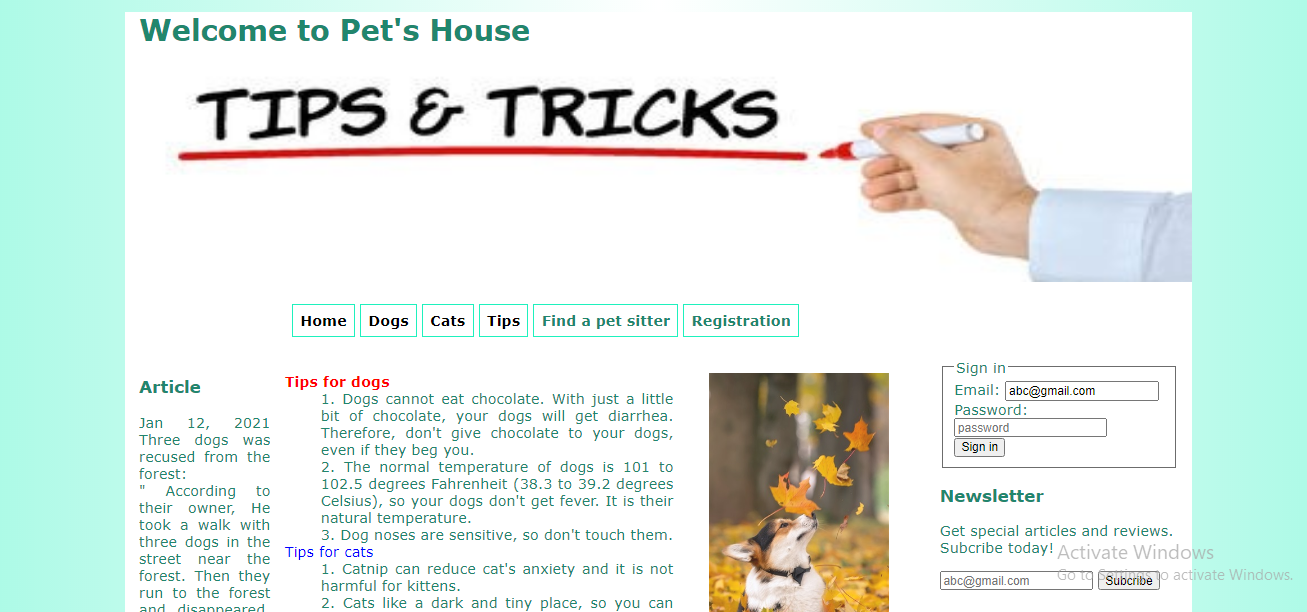 Welcome to Pet's House
TIPS & TRICKS
Home Dogs Cats Tips Find a pet sitter Registration
Article
Jan 12, 2021
Three dogs was
recused from the
forest:
" According to
their owner, He
took a walk with
three dogs in the
street near the
forest. Then they
run to the forest
and disappeared.
Tips for dogs
1. Dogs cannot eat chocolate. With just a little
bit of chocolate, your dogs will get diarrhea.
Therefore, don't give chocolate to your dogs,
even if they beg you.
2. The normal temperature of dogs is 101 to
102.5 degrees Fahrenheit (38.3 to 39.2 degrees
Celsius), so your dogs don't get fever. It is their
natural temperature.
3. Dog noses are sensitive, so don't touch them.
Tips for cats
1. Catnip can reduce cat's anxiety and it is not
harmful for kittens.
2. Cats like a dark and tiny place, so you can
Sign in
Email: abc@gmail.com
Password:
password
Sign in
Newsletter
Get special articles and reviews.
Subcribe today!
abc@gmail.com Subcribe
Activate Windows
Go to Settings to activate Windows.